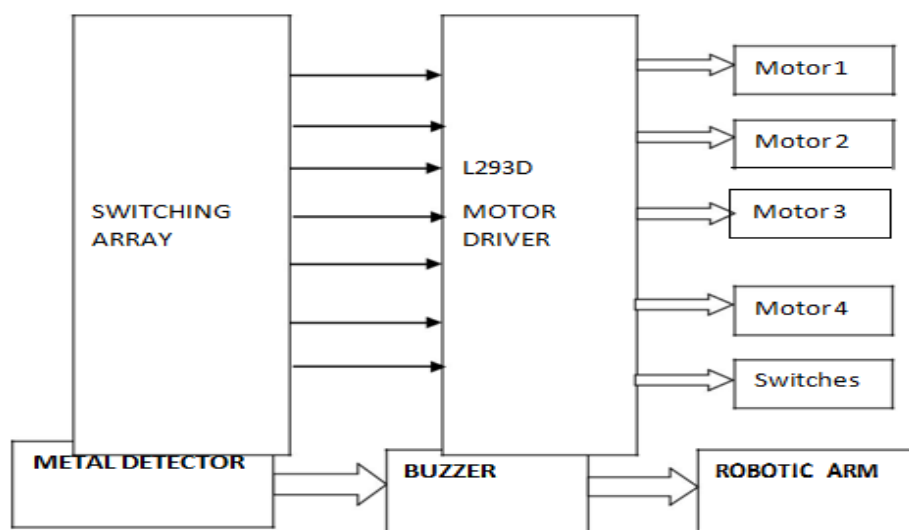 SWITCHING
ARRAY
L293D
MOTOR
DRIVER
Motor1
Motor2
Motor3
Motor4
Switches
METAL DETECTOR
BUZZER
ROBOTIC ARM